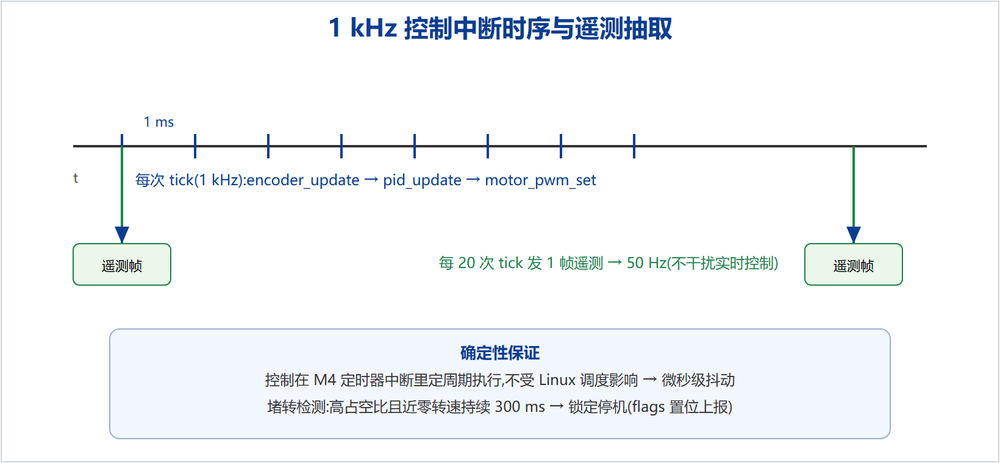 1 kHz 控制中断时序与遥测抽取
1 ms
t
每次 tick(1 kHz):encoder_update → pid_update → motor_pwm_set
遥测帧
每 20 次 tick 发 1 帧遥测 → 50 Hz(不干扰实时控制)
遥测帧
确定性保证
控制在 M4 定时器中断里定周期执行,不受 Linux 调度影响 → 微秒级抖动
堵转检测:高占空比且近零转速持续 300 ms → 锁定停机(flags 置位上报)